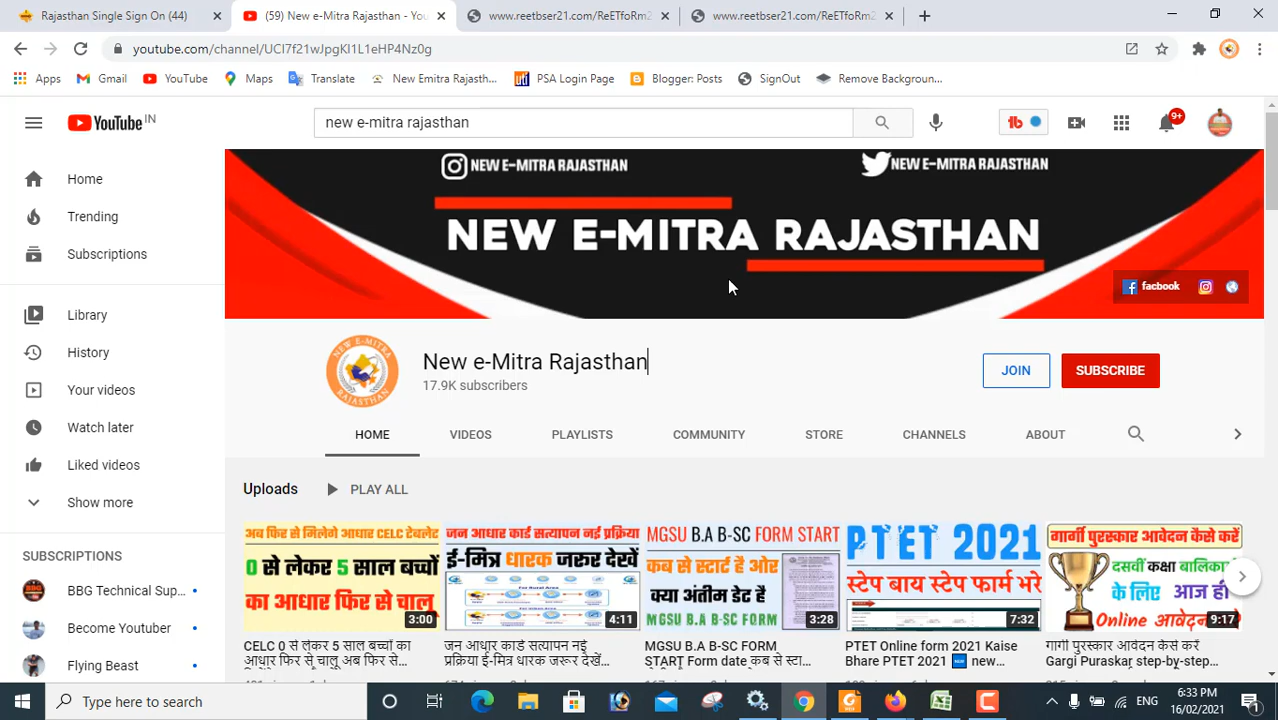 Rajasthan Single Sign On (44)
(59) New e-Mitra Rajasthan - You
www.reetbser21.com/ReETforRm2
www.reetbser21.com/ReETforRm2
youtube.com/channel/UCI7f21wJpgKI1L1eHP4Nz0g
Apps
Gmail
YouTube
Maps
Translate
New Emitra Rajasth...
PSA Login Page
Blogger: Posts
SignOut
Remove Backgroun...
YouTube IN
new e-mitra rajasthan
9+
NEW E-MITRA RAJASTHAN
NEW E-MITRA RAJASTHAN
NEW E-MITRA RAJASTHAN
facbook
Home
Trending
Subscriptions
Library
History
Your videos
Watch later
Liked videos
Show more
SUBSCRIPTIONS
BBG Technical Sup...
Become Youtuber
Flying Beast
NEW E-MITRA
RAJASTHAN
New e-Mitra Rajasthan
17.9K subscribers
JOIN
SUBSCRIBE
HOME
VIDEOS
PLAYLISTS
COMMUNITY
STORE
CHANNELS
ABOUT
Uploads
PLAY ALL
अब फिर से मिलेगे आधार CELC टेबलेट
0 से लेकर 5 साल बच्चों
का आधार फिर से चालु
3:00
जन आधार कार्ड सत्यापन नई प्रक्रिया
ई-मित्र धारक जरूर देखें
4:11
MGSU B.A B-SC FORM START
कब से स्टार्ट है ओर
क्या अंतीम डेट है
MGSU B.A B-SC FORM
3:28
PTET 2021
स्टेप बाय स्टेप फार्म भरे
7:32
गार्गी पुरस्कार आवेदन कैसे करें
दसवीं कक्षा बालिका
के लिए आज ही
Online आवेदन
9:17
CELC 0 से लेकर 5 साल बच्चों का
आधार फिर से चालु अब फिर से...
जन आधार कार्ड सत्यापन नई
प्रक्रिया ई-मित्र धारक जरूर देखें...
MGSU B.A B-SC FORM
START Form date कब से स्टा...
PTET Online form 2021 Kaise
Bhare PTET 2021 new...
गार्गी पुरस्कार आवेदन कैसे करें
Gargi Puraskar step-by-step...
Type here to search
ENG
6:33 PM
16/02/2021